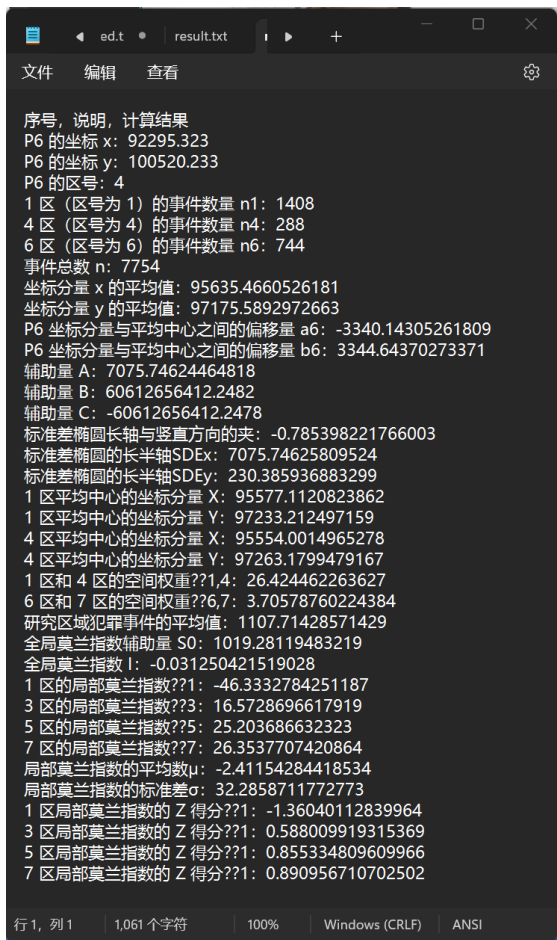 ed.t
result.txt
文件 编辑 查看
序号，说明，计算结果
P6 的坐标 x：92295.323
P6 的坐标 y：100520.233
P6 的区号：4
1 区（区号为 1）的事件数量 n1：1408
4 区（区号为 4）的事件数量 n4：288
6 区（区号为 6）的事件数量 n6：744
事件总数 n：7754
坐标分量 x 的平均值：95635.4660526181
坐标分量 y 的平均值：97175.5892972663
P6 坐标分量与平均中心之间的偏移量 a6：-3340.14305261809
P6 坐标分量与平均中心之间的偏移量 b6：3344.64370273371
辅助量 A：7075.74624464818
辅助量 B：60612656412.2482
辅助量 C：-60612656412.2478
标准差椭圆长轴与竖直方向的夹：-0.785398221766003
标准差椭圆的长半轴SDEx：7075.74625809524
标准差椭圆的长半轴SDEy：230.385936883299
1 区平均中心的坐标分量 X：95577.1120823862
1 区平均中心的坐标分量 Y：97233.212497159
4 区平均中心的坐标分量 X：95554.0014965278
4 区平均中心的坐标分量 Y：97263.1799479167
1 区和 4 区的空间权重??1,4：26.424462263627
6 区和 7 区的空间权重??6,7：3.70578760224384
研究区域犯罪事件的平均值：1107.71428571429
全局莫兰指数辅助量 S0：1019.28119483219
全局莫兰指数 I：-0.031250421519028
1 区的局部莫兰指数??1：-46.3332784251187
3 区的局部莫兰指数??3：16.5728696617919
5 区的局部莫兰指数??5：25.203686632323
7 区的局部莫兰指数??7：26.3537707420864
局部莫兰指数的平均数μ：-2.41154284418534
局部莫兰指数的标准差σ：32.2858711772773
1 区局部莫兰指数的 Z 得分??1：-1.36040112839964
3 区局部莫兰指数的 Z 得分??1：0.588009919315369
5 区局部莫兰指数的 Z 得分??1：0.855334809609966
7 区局部莫兰指数的 Z 得分??1：0.890956710702502
行 1，列 1 1,061 个字符 100% Windows (CRLF) ANSI